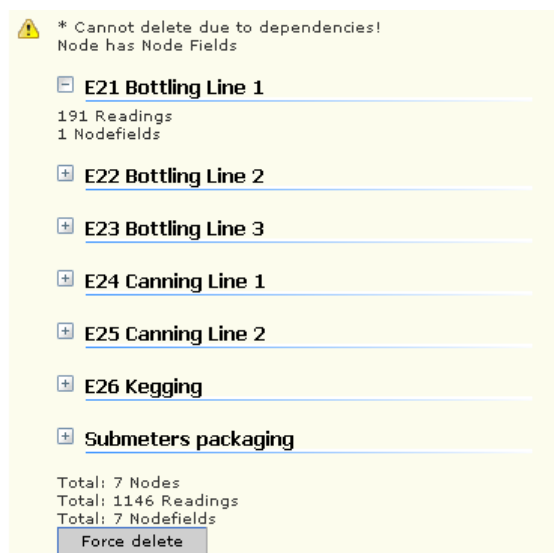 * Cannot delete due to dependencies!
Node has Node Fields
E21 Bottling Line 1
191 Readings
1 Nodefields
E22 Bottling Line 2
E23 Bottling Line 3
E24 Canning Line 1
E25 Canning Line 2
E26 Kegging
Submeters packaging
Total: 7 Nodes
Total: 1146 Readings
Total: 7 Nodefields
Force delete